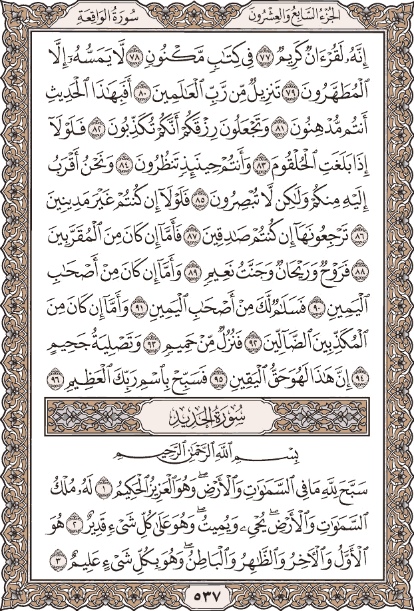 الجزء السابع والعشرون
سورة الواقعة
إِنَّهُۥ لَقُرْءَانٌ كَرِيمٌ ٧٧ فِى كِتَٰبٍ مَّكْنُونٍ ٧٨ لَّا يَمَسُّهُۥٓ إِلَّا
ٱلْمُطَهَّرُونَ ٧٩ تَنزِيلٌ مِّن رَّبِّ ٱلْعَٰلَمِينَ ٨٠ أَفَبِهَٰذَا ٱلْحَدِيثِ
أَنتُم مُّدْهِنُونَ ٨١ وَتَجْعَلُونَ رِزْقَكُمْ أَنَّكُمْ تُكَذِّبُونَ ٨٢ فَلَوْلَآ
إِذَا بَلَغَتِ ٱلْحُلْقُومَ ٨٣ وَأَنتُمْ حِينَئِذٍ تَنظُرُونَ ٨٤ وَنَحْنُ أَقْرَبُ
إِلَيْهِ مِنكُمْ وَلَٰكِن لَّا تُبْصِرُونَ ٨٥ فَلَوْلَآ إِن كُنتُمْ غَيْرَ مَدِينِينَ
٨٦ تَرْجِعُونَهَآ إِن كُنتُمْ صَٰدِقِينَ ٨٧ فَأَمَّآ إِن كَانَ مِنَ ٱلْمُقَرَّبِينَ
٨٨ فَرَوْحٌ وَرَيْحَانٌ وَجَنَّتُ نَعِيمٍ ٨٩ وَأَمَّآ إِن كَانَ مِنْ أَصْحَٰبِ
ٱلْيَمِينِ ٩٠ فَسَلَٰمٌ لَّكَ مِنْ أَصْحَٰبِ ٱلْيَمِينِ ٩١ وَأَمَّآ إِن كَانَ مِنَ
ٱلْمُكَذِّبِينَ ٱلضَّآلِّينَ ٩٢ فَنُزُلٌ مِّنْ حَمِيمٍ ٩٣ وَتَصْلِيَةُ جَحِيمٍ
٩٤ إِنَّ هَٰذَا لَهُوَ حَقُّ ٱلْيَقِينِ ٩٥ فَسَبِّحْ بِٱسْمِ رَبِّكَ ٱلْعَظِيمِ ٩٦
سورة الحديد
بِسْمِ ٱللَّهِ ٱلرَّحْمَٰنِ ٱلرَّحِيمِ
سَبَّحَ لِلَّهِ مَا فِى ٱلسَّمَٰوَٰتِ وَٱلْأَرْضِ ۖ وَهُوَ ٱلْعَزِيزُ ٱلْحَكِيمُ ١ لَهُۥ مُلْكُ
ٱلسَّمَٰوَٰتِ وَٱلْأَرْضِ ۖ يُحْىِۦ وَيُمِيتُ ۖ وَهُوَ عَلَىٰ كُلِّ شَىْءٍ قَدِيرٌ ٢ هُوَ
ٱلْأَوَّلُ وَٱلْءَاخِرُ وَٱلظَّٰهِرُ وَٱلْبَاطِنُ ۖ وَهُوَ بِكُلِّ شَىْءٍ عَلِيمٌ ٣
٥٣٧